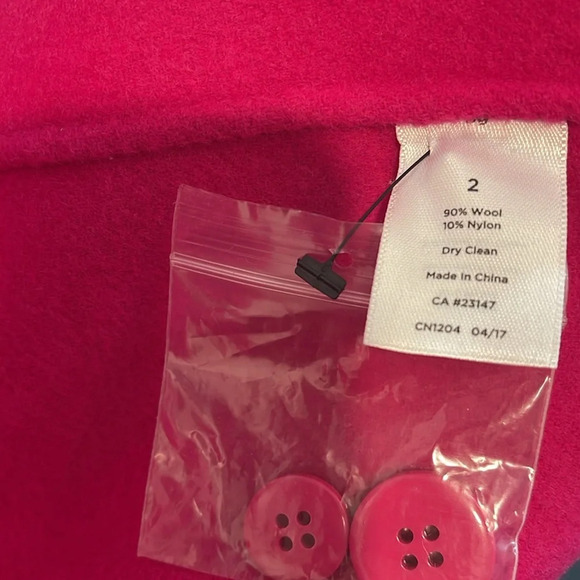 2
90% Wool
10% Nylon
Dry Clean
Made in China
CA #23147
CN1204 04/17